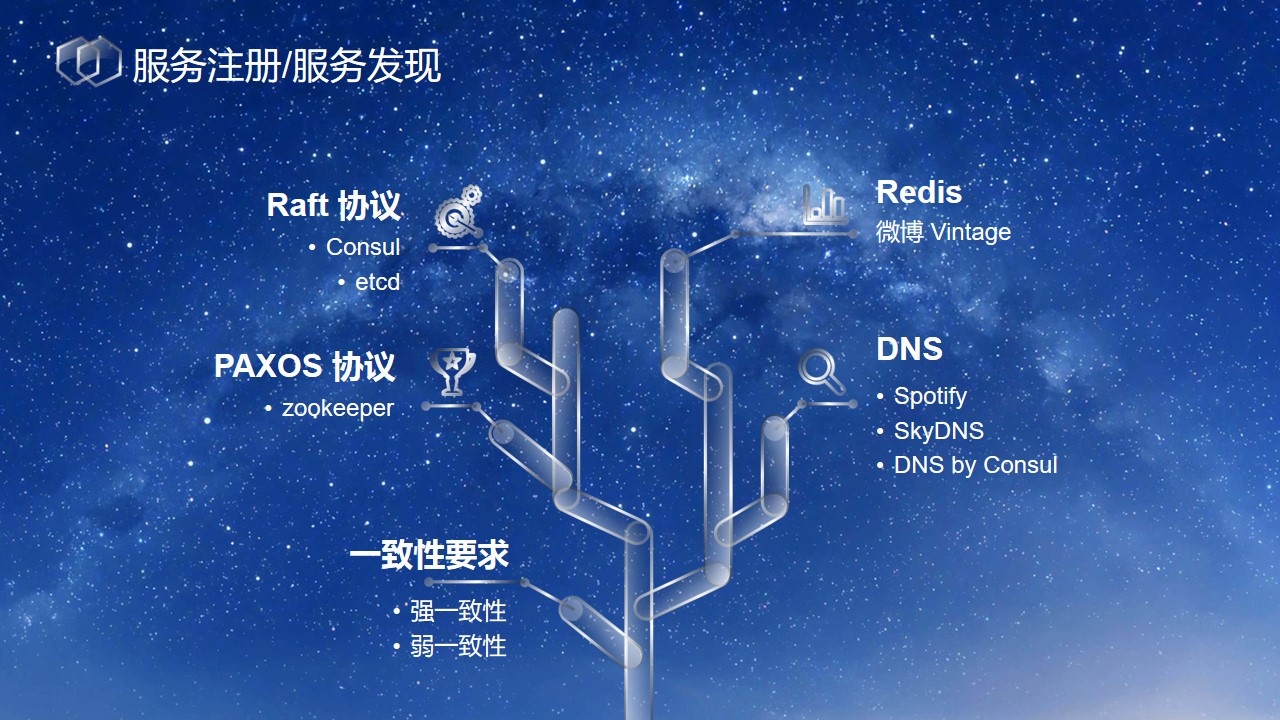 服务注册/服务发现
Raft 协议
• Consul
• etcd
PAXOS 协议
• zookeeper
一致性要求
• 强一致性
• 弱一致性
Redis
微博 Vintage
DNS
• Spotify
• SkyDNS
• DNS by Consul